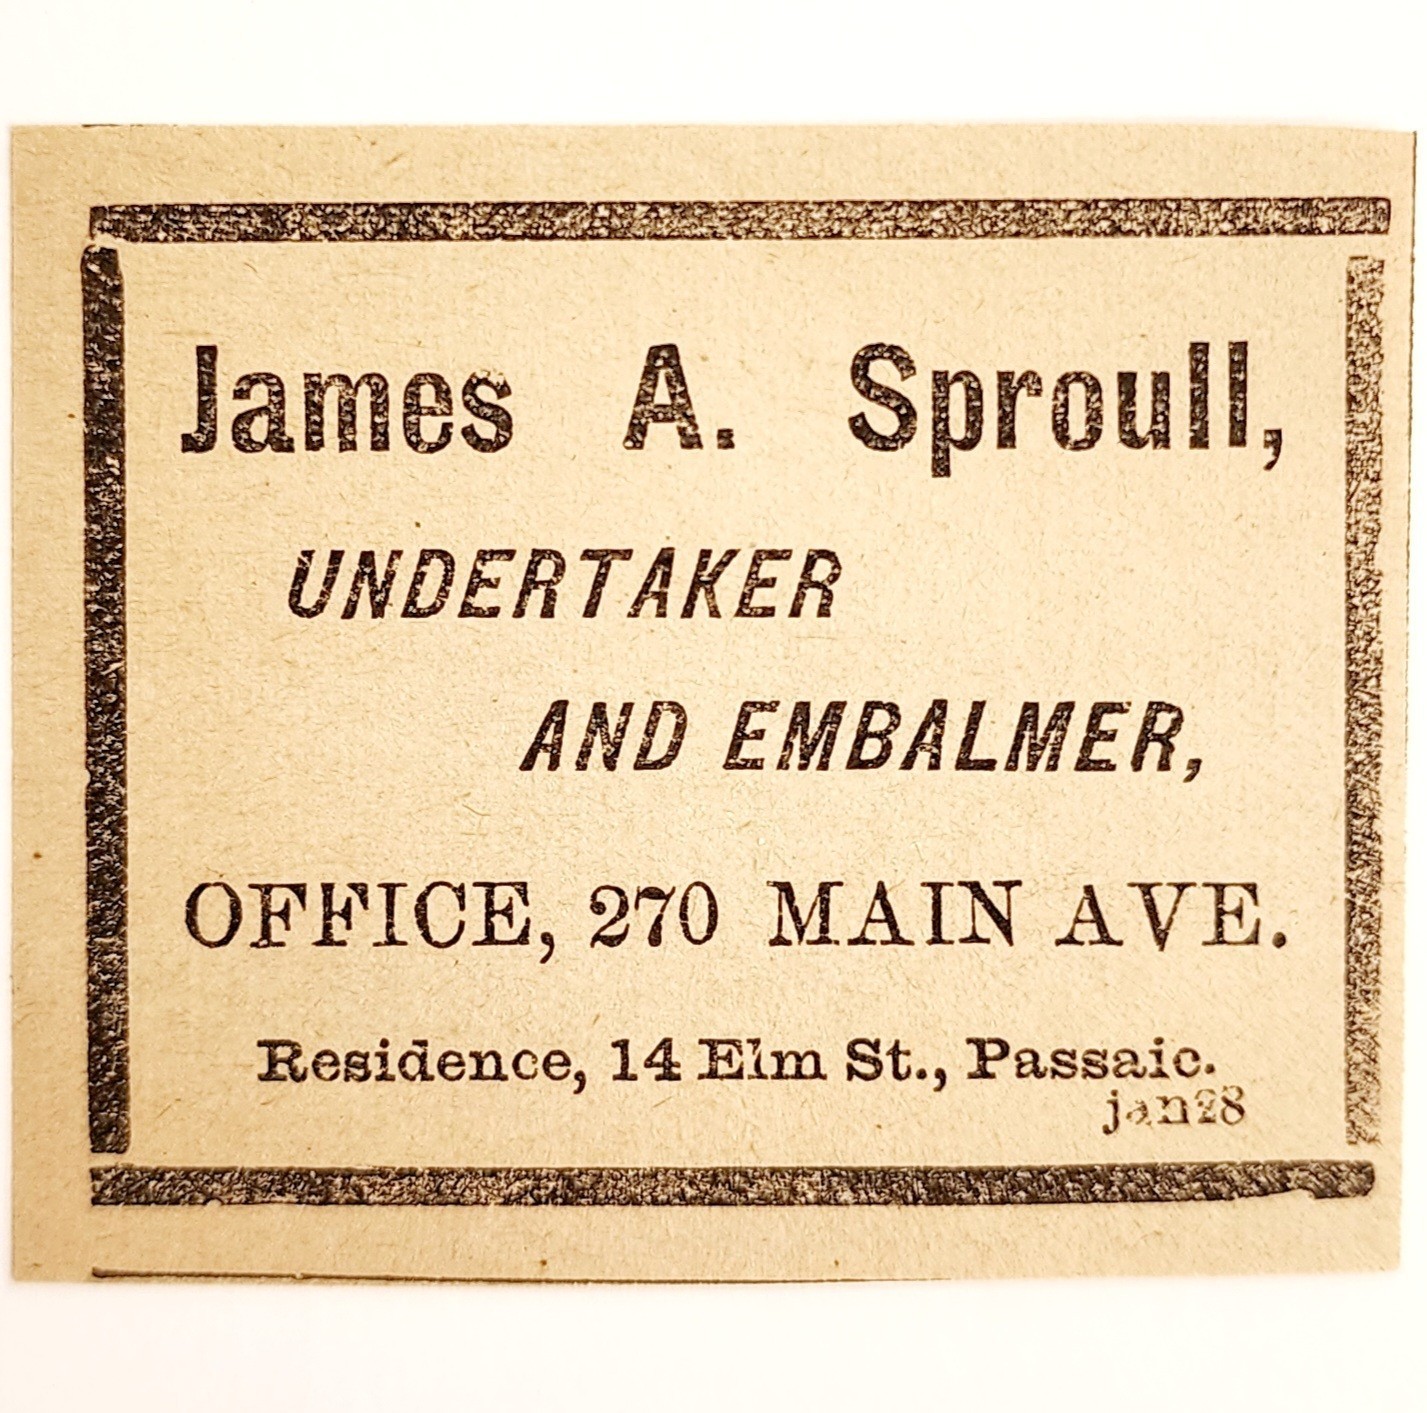 James A. Sproull,
UNDERTAKER
AND EMBALMER,
OFFICE, 270 MAIN AVE.
Residence, 14 Elm St., Passaic.
jan28